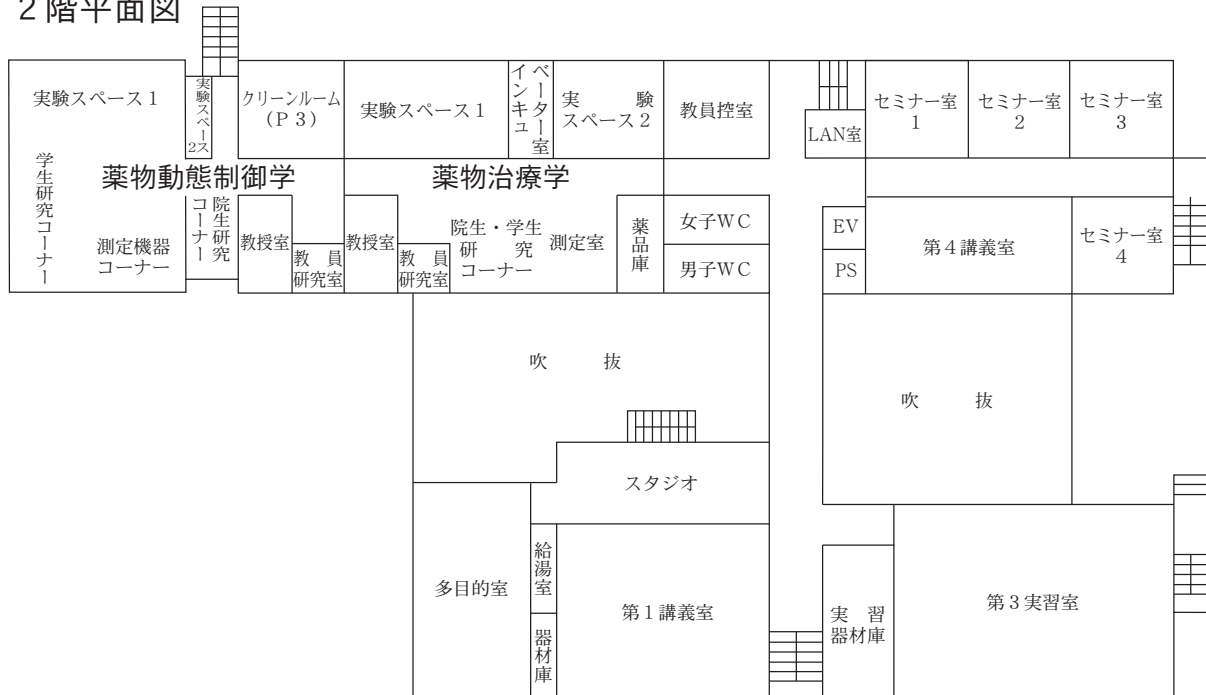 2階平面図
実験スペース1
実験スペース
2
クリーンルーム
(P3)
実験スペース1
インキュ
ベーター室
実　験
スペース2
教員控室
LAN室
セミナー室
1
セミナー室
2
セミナー室
3
薬物動態制御学
薬物治療学
学生研究コーナー
測定機器
コーナー
院生研究
コーナー
教授室
教員
研究室
教授室
教員
研究室
院生・学生
研　究
コーナー
測定室
薬品庫
女子WC
男子WC
EV
PS
第4講義室
セミナー室
4
吹　抜
吹　抜
スタジオ
多目的室
給湯室
器材庫
第1講義室
実　習
器材庫
第3実習室